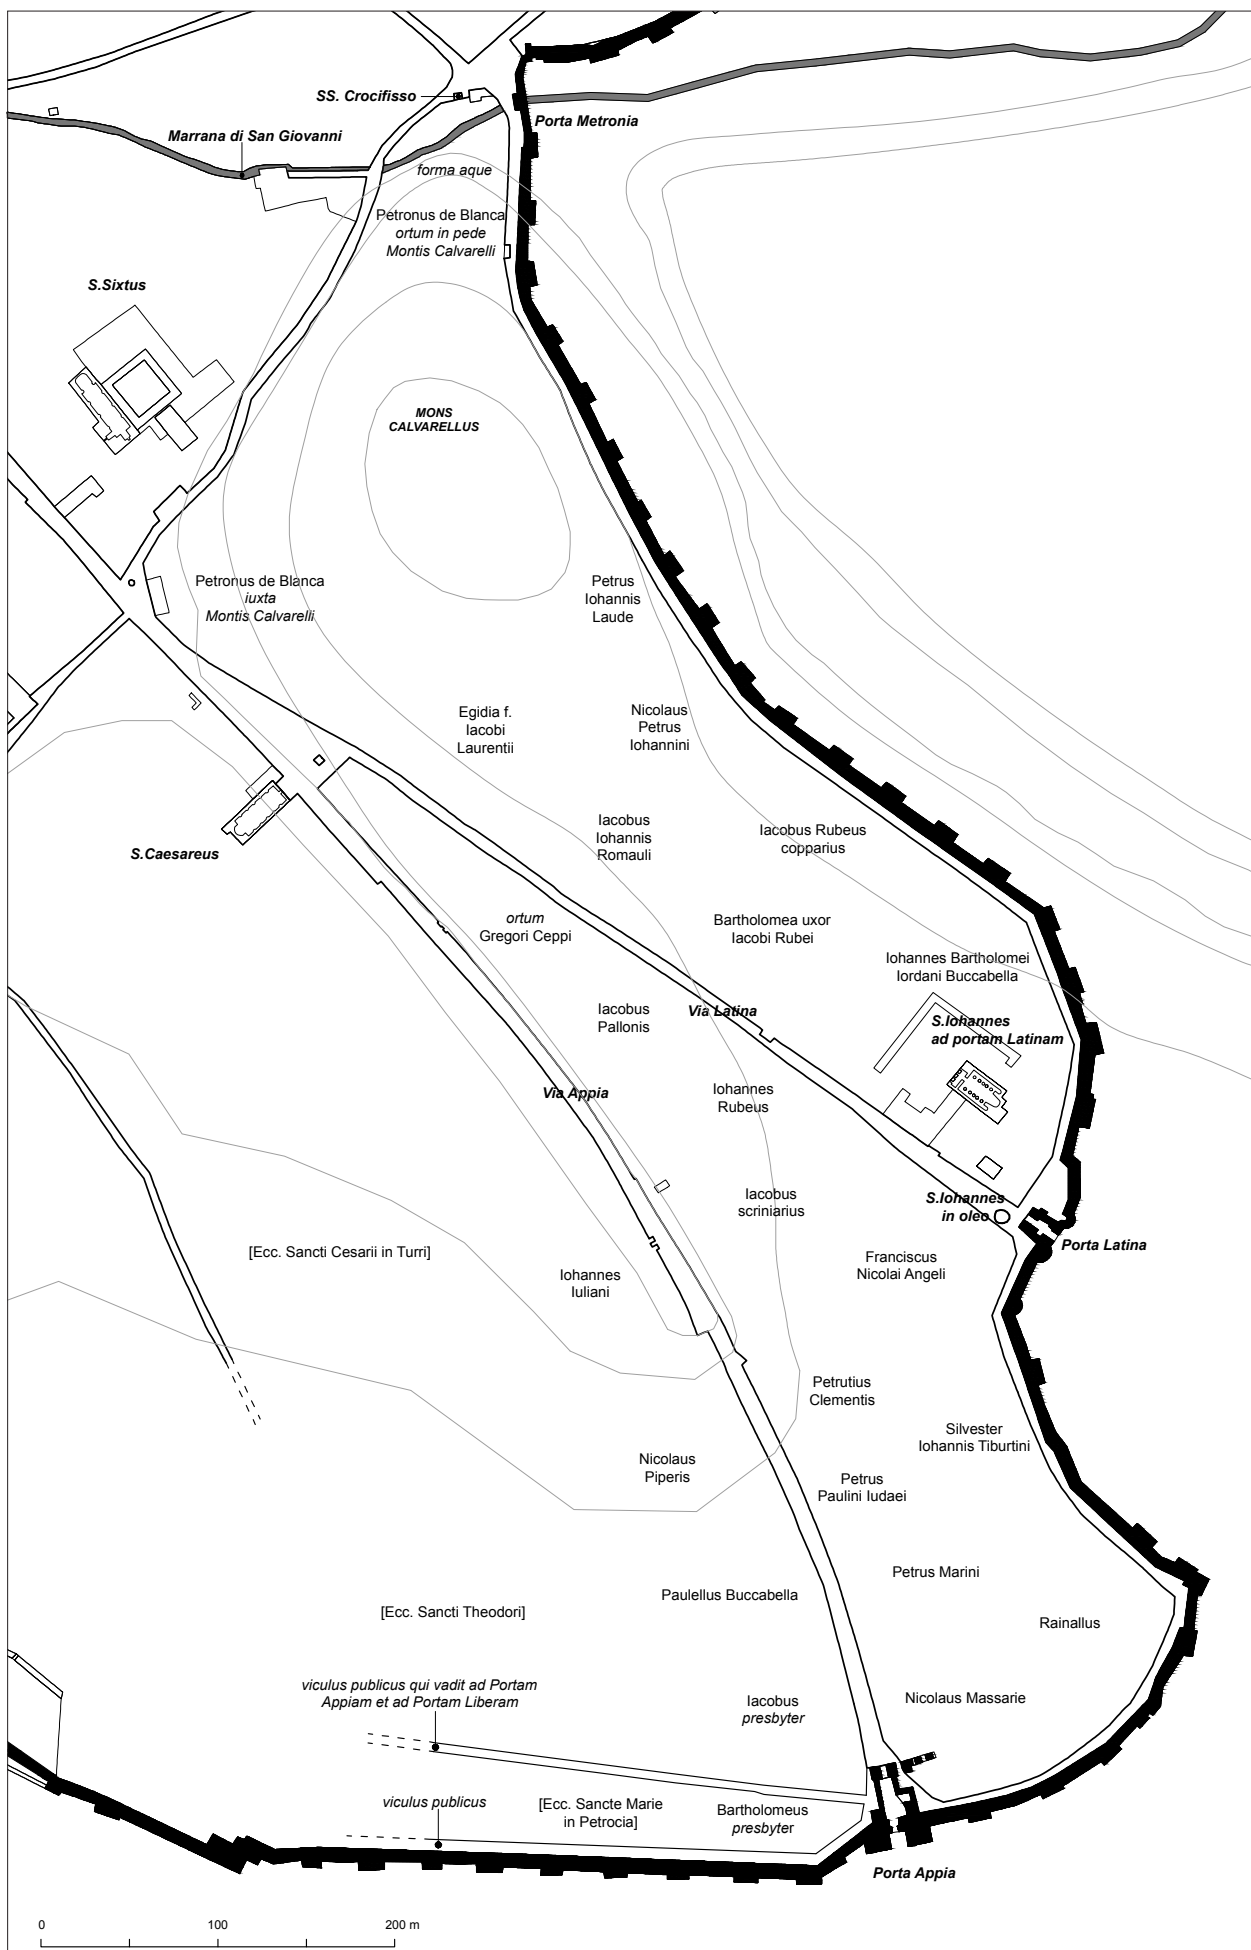 SS. Crocifisso
Porta Metronia
Marrana di San Giovanni
forma aque
Petronus de Blanca
ortum in pede
Montis Calvarelli
S.Sixtus
MONS
CALVARELLUS
Petronus de Blanca
iuxta
Montis Calvarelli
Petrus
Iohannis
Laude
Egidia f.
Iacobi
Laurentii
Nicolaus
Petrus
Iohannini
Iacobus
Iohannis
Romauli
Iacobus Rubeus
copparius
S.Caesareus
ortum
Gregori Ceppi
Bartholomea uxor
Iacobi Rubei
Iohannes Bartholomei
Iordani Buccabella
Iacobus
Pallonis
Via Latina
S.Iohannes
ad portam Latinam
Via Appia
Iohannes
Rubeus
Iacobus
scriniarius
S.Iohannes
in oleo
Porta Latina
[Ecc. Sancti Cesarii in Turri]
Iohannes
Iuliani
Franciscus
Nicolai Angeli
Petrutius
Clementis
Silvester
Iohannis Tiburtini
Nicolaus
Piperis
Petrus
Paulini Iudaei
Petrus Marini
Paulellus Buccabella
[Ecc. Sancti Theodori]
Rainallus
viculus publicus qui vadit ad Portam
Appiam et ad Portam Liberam
Iacobus
presbyter
Nicolaus Massarie
viculus publicus
[Ecc. Sancte Marie
in Petrocia]
Bartholomeus
presbyter
Porta Appia
0 100 200 m